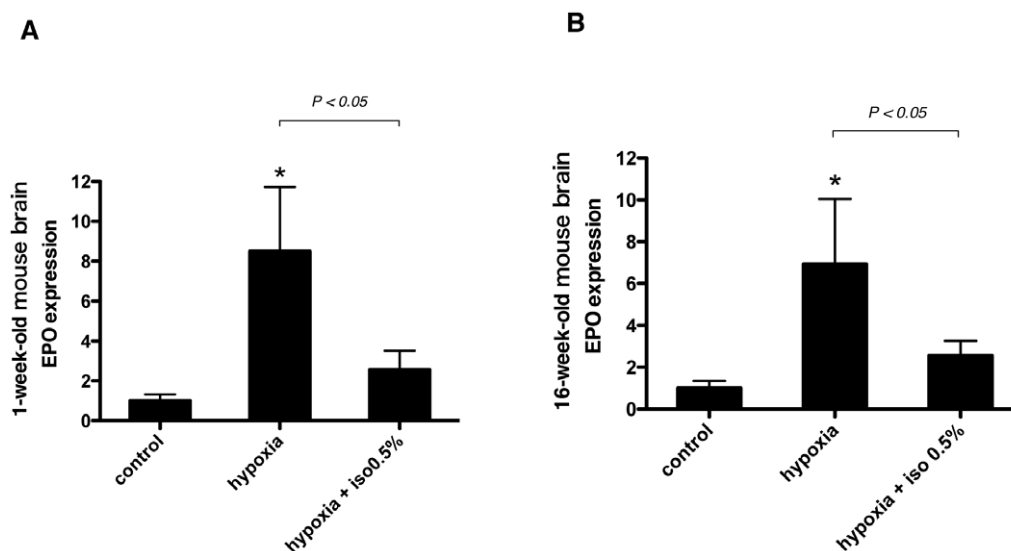 A
P < 0.05
*
12
10
8
6
4
2
0
1-week-old mouse brain
EPO expression
control
hypoxia
hypoxia + iso0.5%
B
P < 0.05
*
12
10
8
6
4
2
0
16-week-old mouse brain
EPO expression
control
hypoxia
hypoxia + iso 0.5%